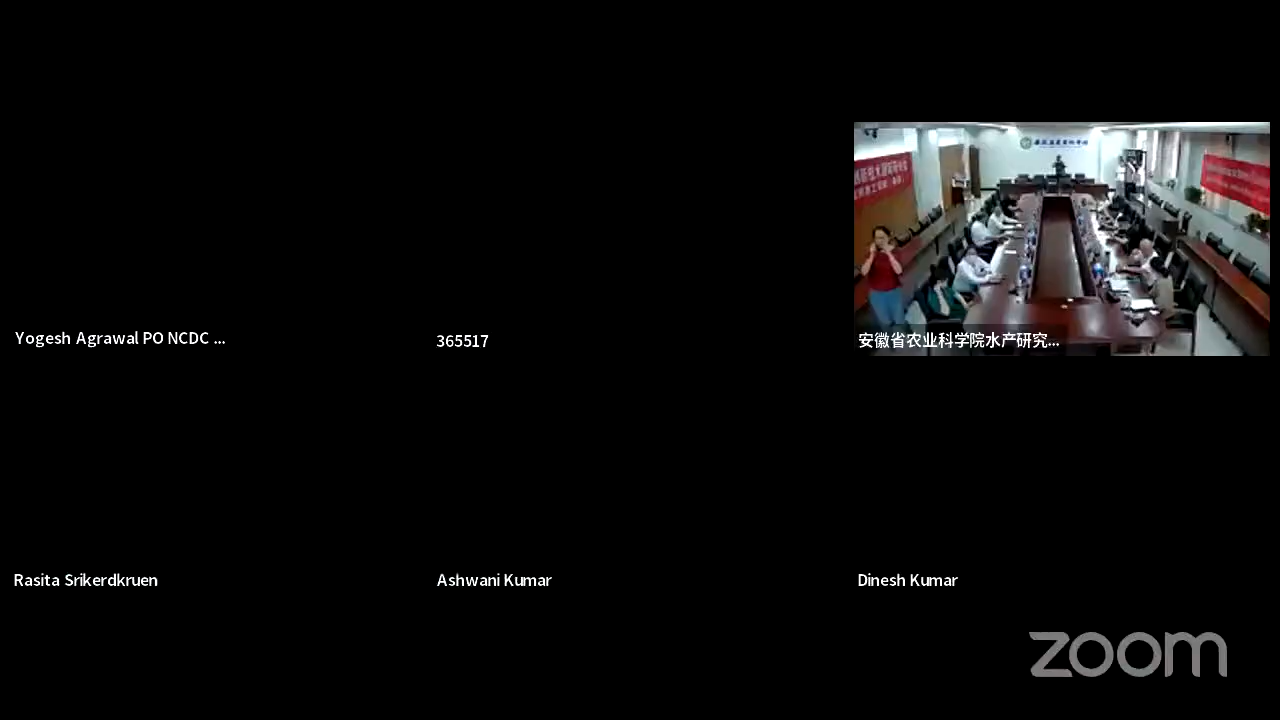 Yogesh Agrawal PO NCDC ...
365517
安徽省农业科学院水产研究...
Rasita Srikerdkruen
Ashwani Kumar
Dinesh Kumar
zoom